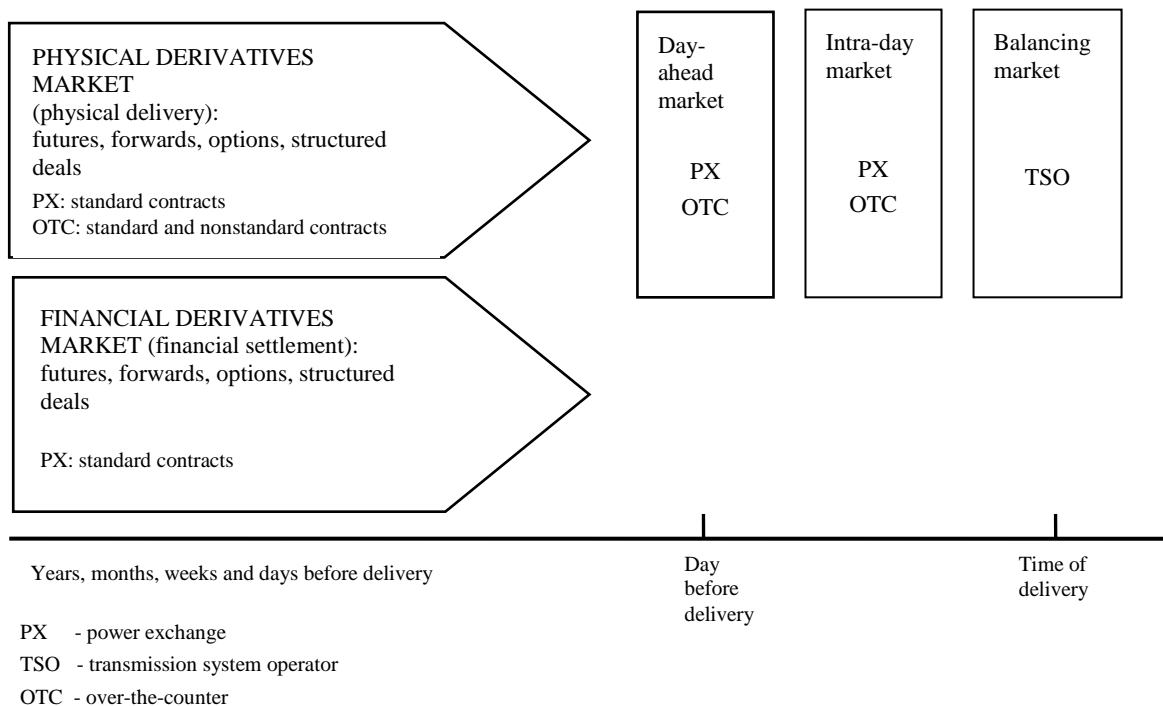 PHYSICAL DERIVATIVES
MARKET
(physical delivery):
futures, forwards, options, structured
deals
PX: standard contracts
OTC: standard and nonstandard contracts
Day-
ahead
market
PX
OTC
Intra-day
market
PX
OTC
Balancing
market
TSO
FINANCIAL DERIVATIVES
MARKET (financial settlement):
futures, forwards, options, structured
deals
PX: standard contracts
Years, months, weeks and days before delivery
Day
before
delivery
Time of
delivery
PX - power exchange
TSO - transmission system operator
OTC - over-the-counter